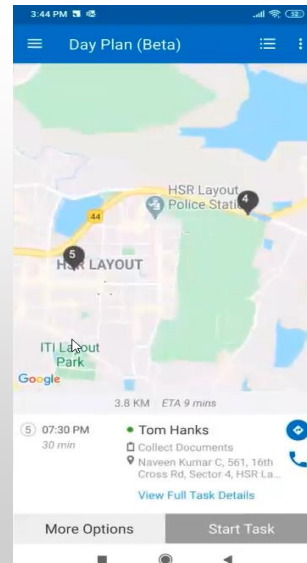 3:44 PM
32
Day Plan (Beta)
HSR Layout
Police Stati
4
44
5
HSR LAYOUT
ITI Layout
Park
Google
3.8 KM ETA 9 mins
5 07:30 PM
30 min
Tom Hanks
Collect Documents
Naveen Kumar C, 561, 16th
Cross Rd, Sector 4, HSR La...
View Full Task Details
More Options
Start Task